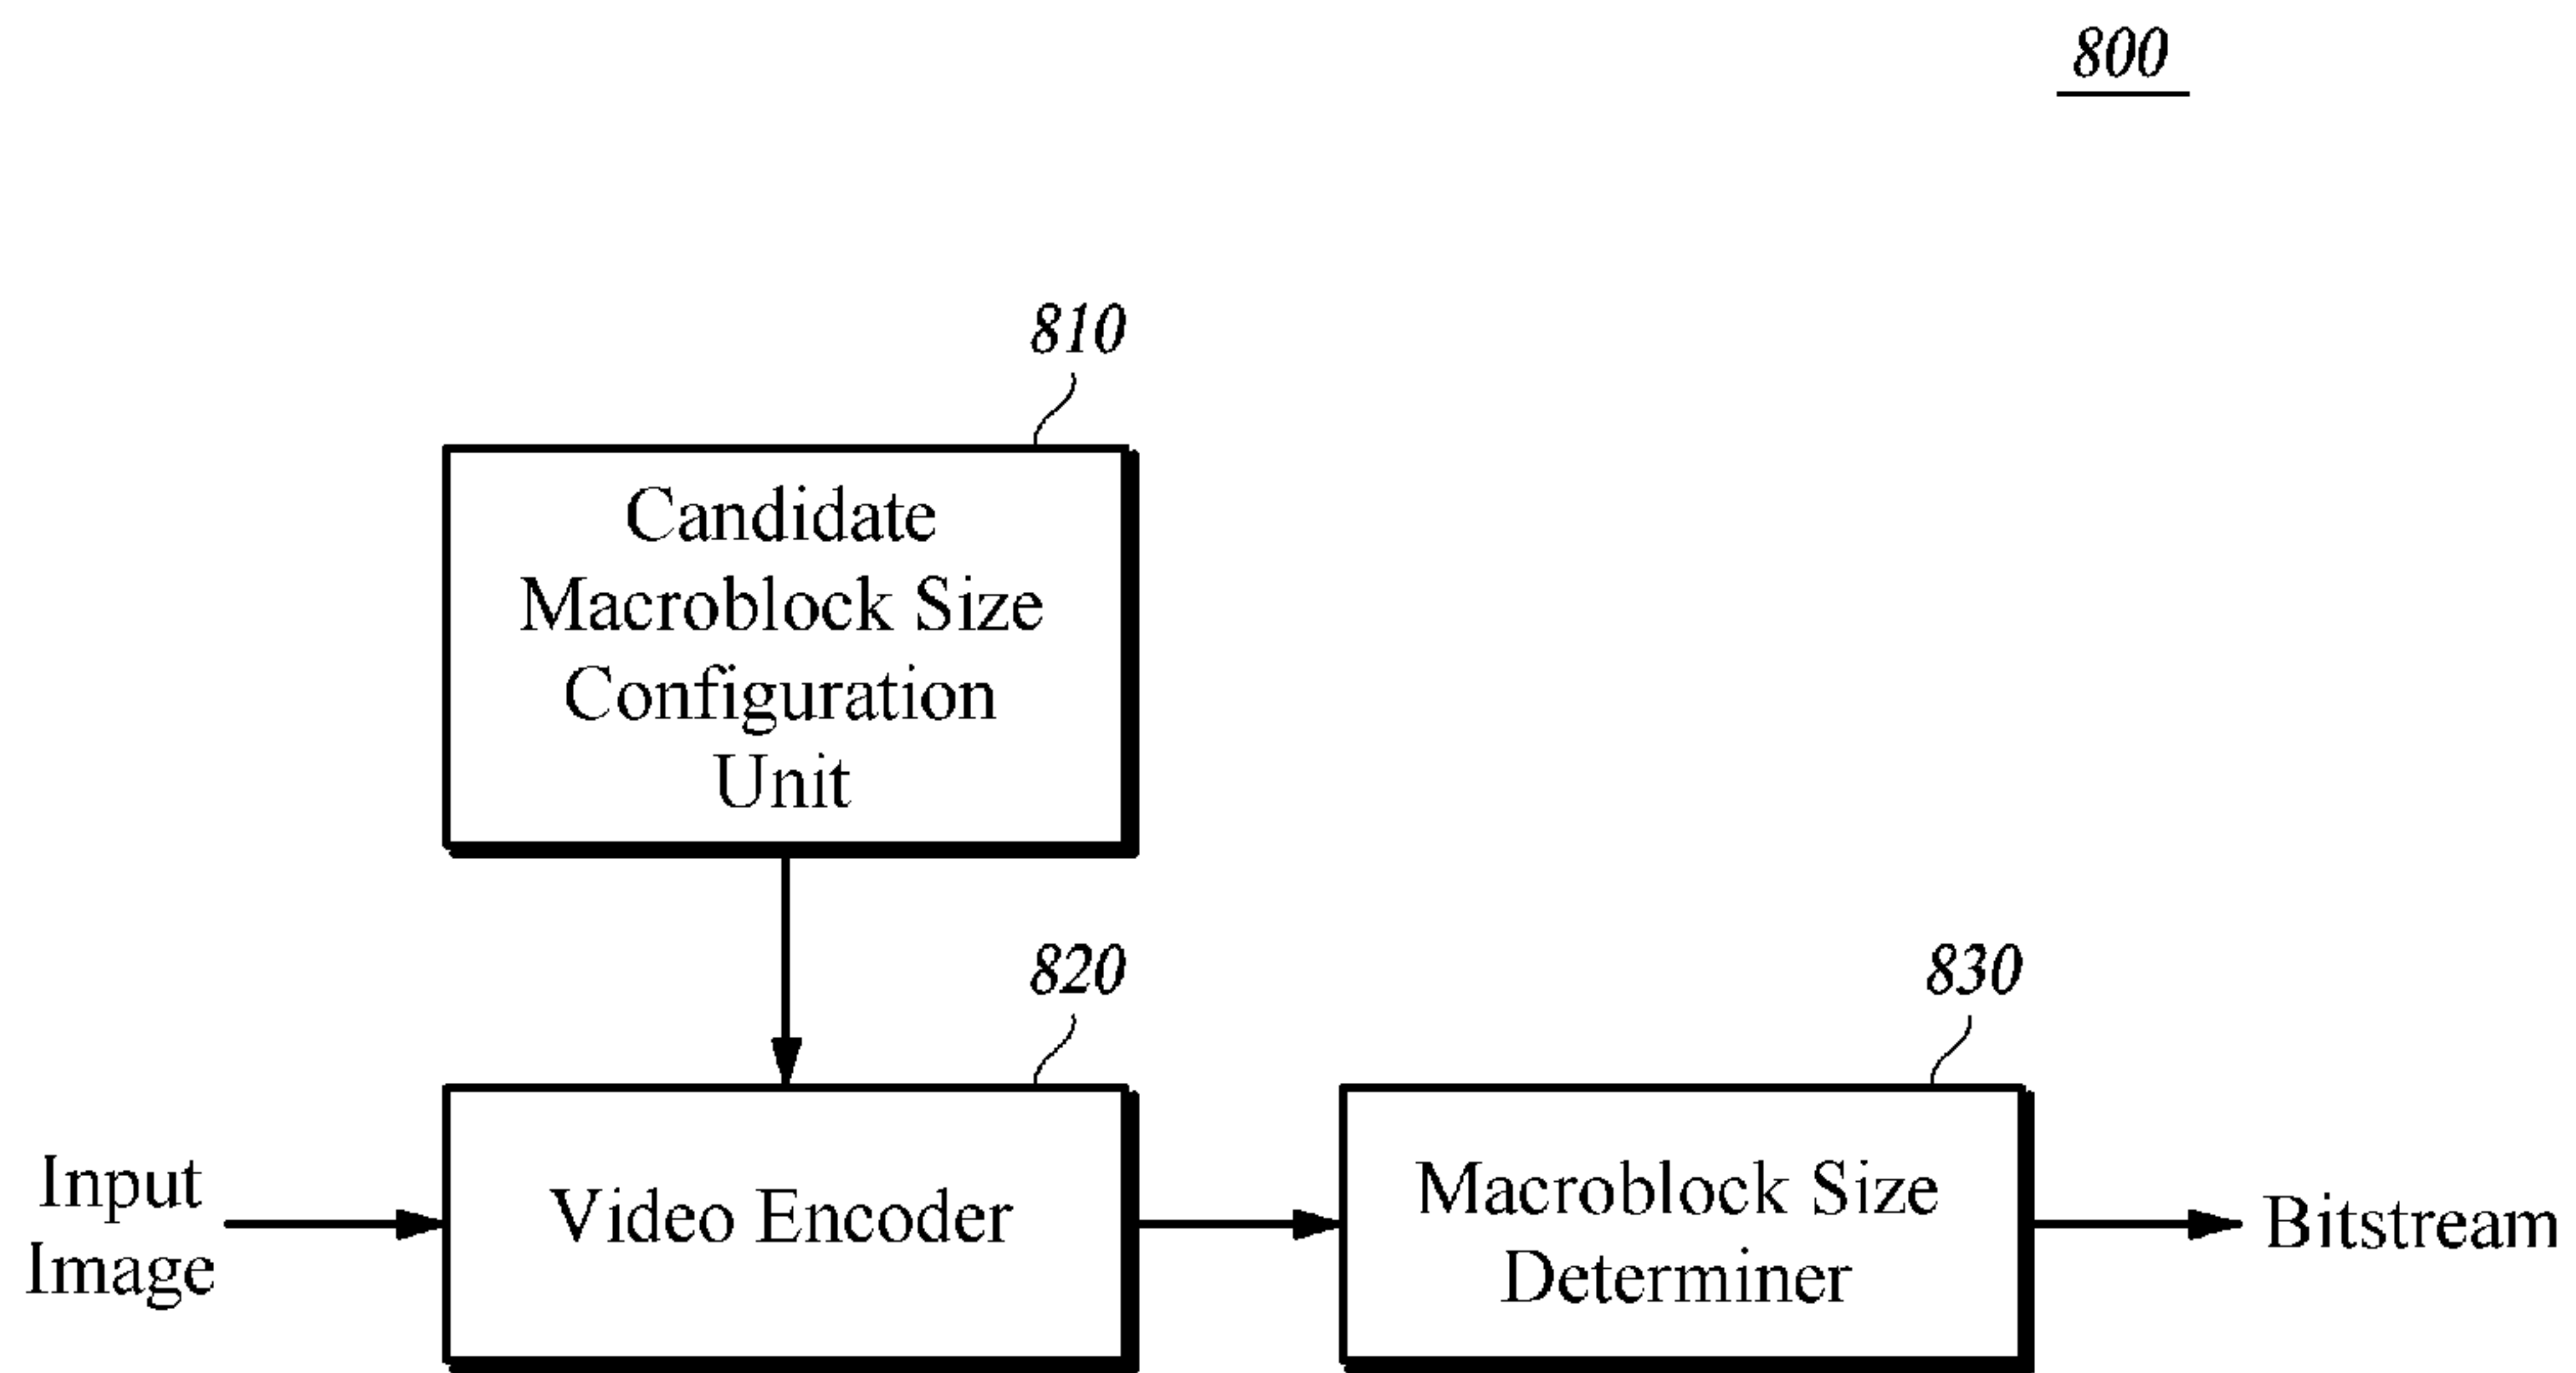 800
810
Candidate
Macroblock Size
Configuration
Unit
820
830
Input
Image
Video Encoder
Macroblock Size
Determiner
Bitstream